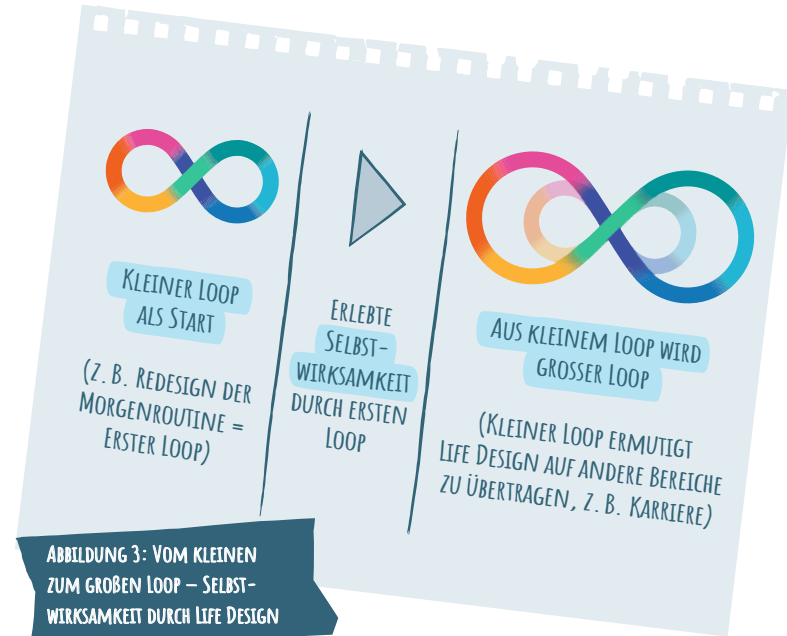 Kleiner Loop
als Start
(z. B. Redesign der
Morgenroutine =
Erster Loop)
Erlebte
Selbst-
wirksamkeit
durch ersten
Loop
Aus kleinem Loop wird
grosser Loop
(Kleiner Loop ermutigt
Life Design auf andere Bereiche
zu übertragen, z. B. Karriere)
Abbildung 3: Vom kleinen
zum großen Loop – Selbst-
wirksamkeit durch Life Design